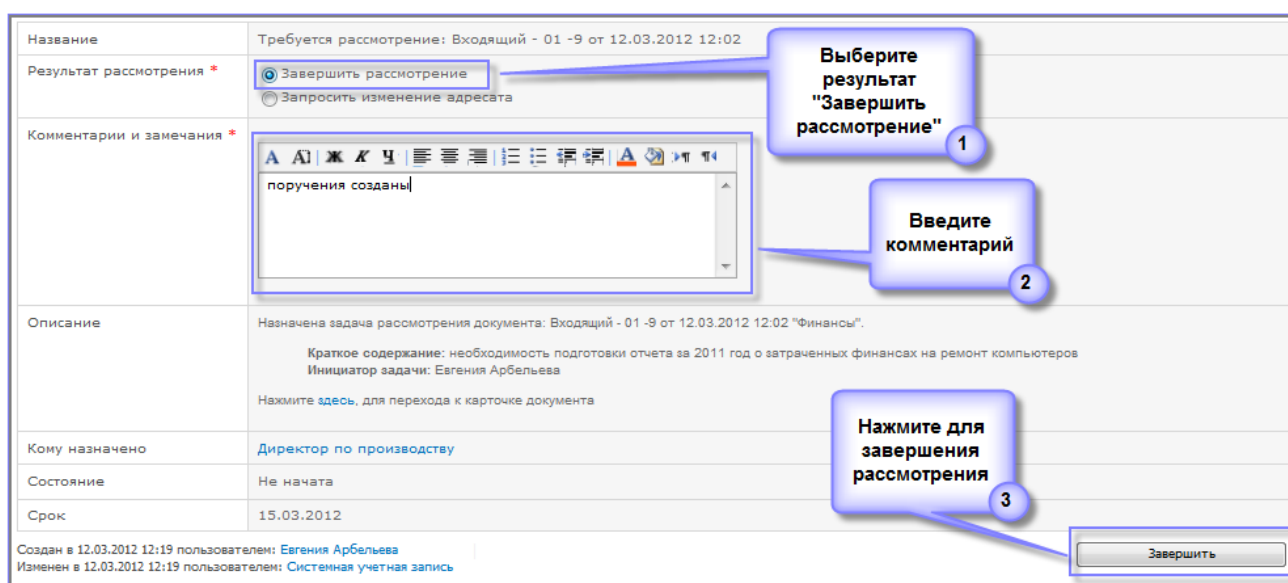 Название
Требуется рассмотрение: Входящий - 01 -9 от 12.03.2012 12:02
Результат рассмотрения *
Завершить рассмотрение
Запросить изменение адресата
Выберите
результат
"Завершить
рассмотрение"
1
Комментарии и замечания *
Ж К Ч
поручения созданы
Введите
комментарий
2
Описание
Назначена задача рассмотрения документа: Входящий - 01 -9 от 12.03.2012 12:02 "Финансы".
Краткое содержание: необходимость подготовки отчета за 2011 год о затраченных финансах на ремонт компьютеров
Инициатор задачи: Евгения Арбельева
Нажмите здесь, для перехода к карточке документа
Кому назначено
Директор по производству
Состояние
Не начата
Срок
15.03.2012
Нажмите для
завершения
рассмотрения
3
Создан в 12.03.2012 12:19 пользователем: Евгения Арбельева
Изменен в 12.03.2012 12:19 пользователем: Системная учетная запись
Завершить